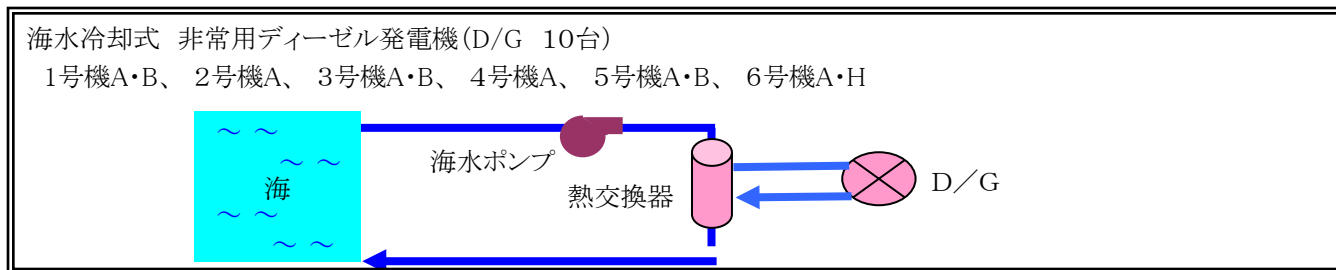 海水冷却式 非常用ディーゼル発電機(D/G 10台)
1号機A・B、 2号機A、 3号機A・B、 4号機A、 5号機A・B、 6号機A・H
海水ポンプ
海
熱交換器
D/G